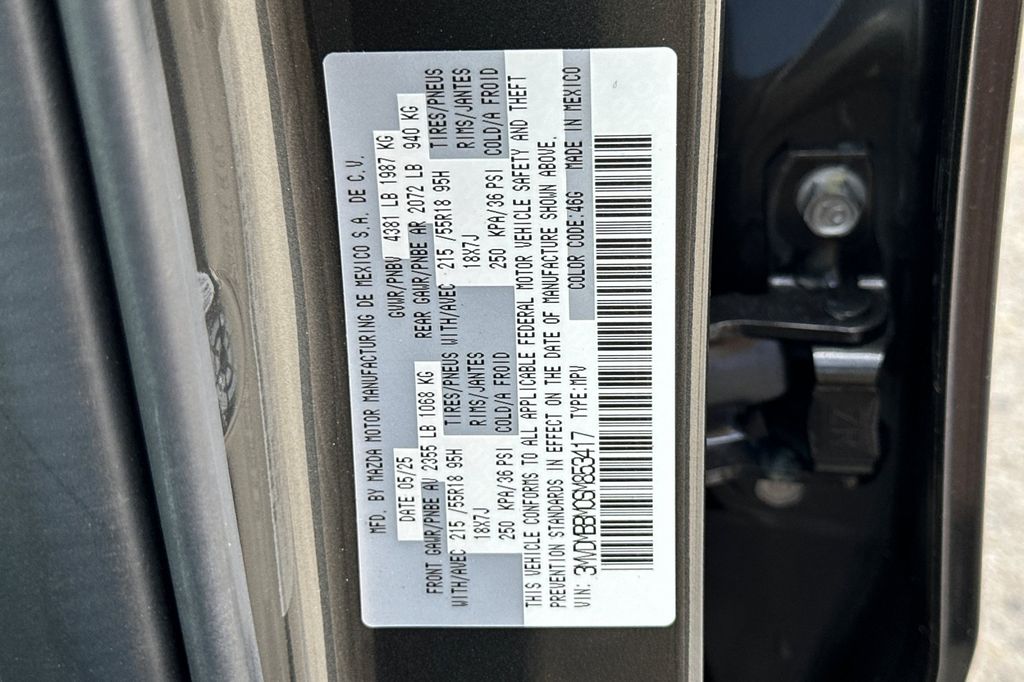 MFD. BY MAZDA MOTOR MANUFACTURING DE MEXICO S.A. DE C.V.
DATE 05/25 GVWR/PNBV 4381 LB 1987 KG
FRONT GAWR/PNBE AV 2355 LB 1068 KG REAR GAWR/PNBE AR 2072 LB 940 KG
WITH/AVEC 215 /55R18 95H TIRES/PNEUS WITH/AVEC 215 /55R18 95H TIRES/PNEUS
18X7J RIMS/JANTES 18X7J RIMS/JANTES
250 KPA/36 PSI COLD/A FROID 250 KPA/36 PSI COLD/A FROID
THIS VEHICLE CONFORMS TO ALL APPLICABLE FEDERAL MOTOR VEHICLE SAFETY AND THEFT
PREVENTION STANDARDS IN EFFECT ON THE DATE OF MANUFACTURE SHOWN ABOVE.
VIN: 3MVDMBBM0SM853417 TYPE:MPV COLOR CODE:46G MADE IN MEXICO